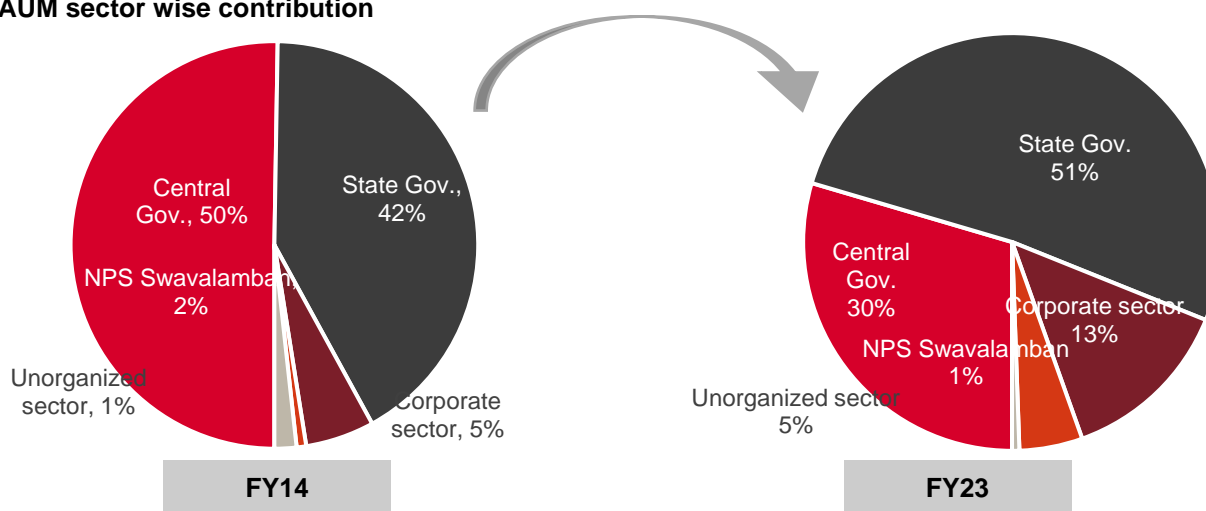 AUM sector wise contribution
Central
Gov., 50%
State Gov.,
42%
NPS Swavalamban,
2%
Unorganized
sector, 1%
Corporate
sector, 5%
FY14
State Gov.
51%
Central
Gov.
30%
Corporate sector
13%
NPS Swavalamban
1%
Unorganized sector
5%
FY23